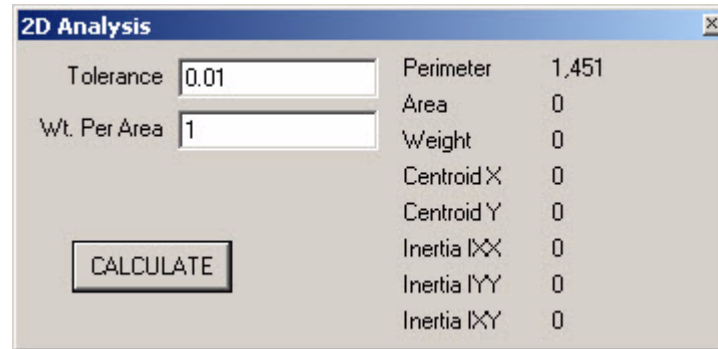 2D Analysis
Tolerance 0.01
Wt. Per Area 1
CALCULATE
Perimeter 1,451
Area 0
Weight 0
Centroid X 0
Centroid Y 0
Inertia IXX 0
Inertia IYY 0
Inertia IXY 0